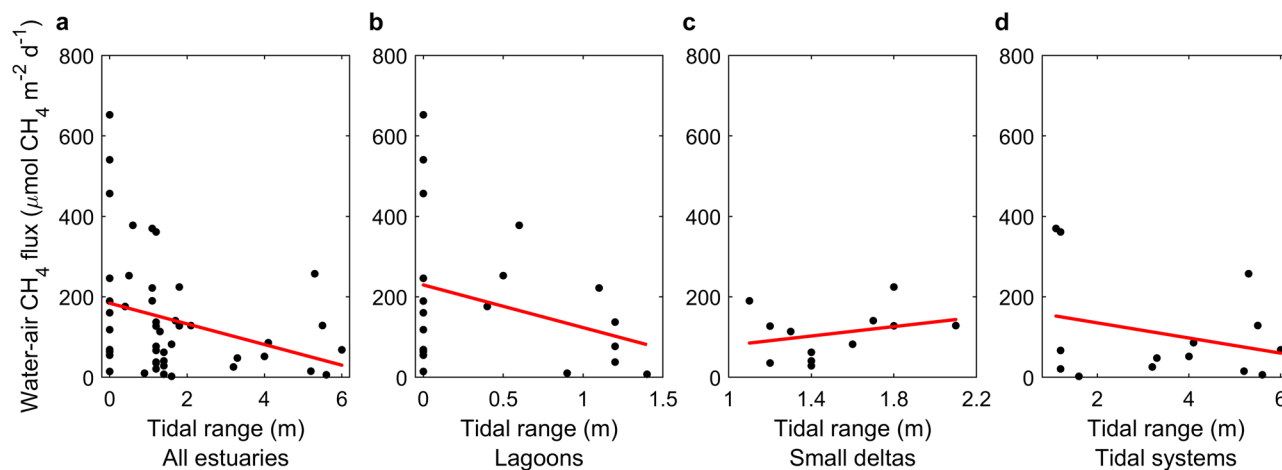 a
b
c
d
Water-air CH4 flux (μmol CH4 m-2 d-1)
800
600
400
200
0
0 2 4 6
Tidal range (m)
All estuaries
800
600
400
200
0
0 0.5 1 1.5
Tidal range (m)
Lagoons
800
600
400
200
0
1 1.4 1.8 2.2
Tidal range (m)
Small deltas
800
600
400
200
0
2 4 6
Tidal range (m)
Tidal systems